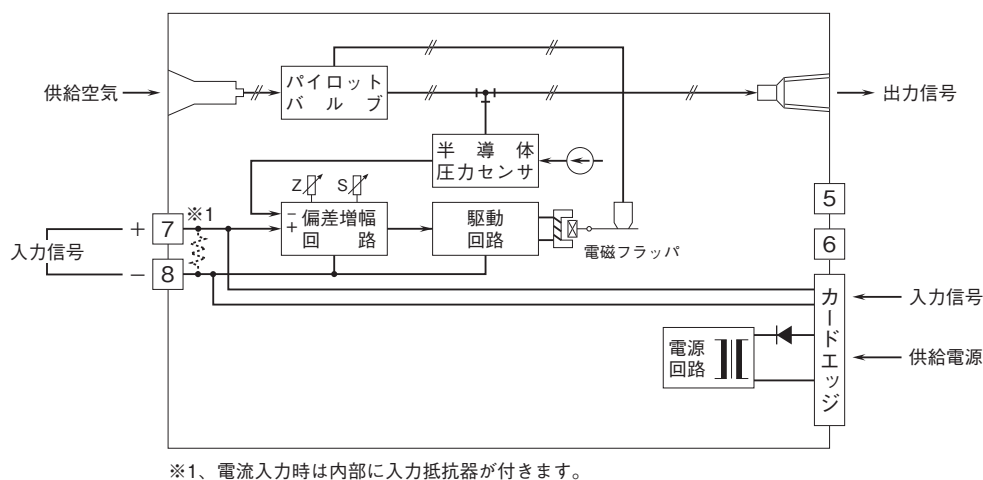 供給空気
パイロット
バルブ
出力信号
半導体
圧力センサ
Z
S
5
※1
−
+
偏差増幅
回路
駆動
回路
電磁フラッパ
6
+
7
入力信号
−
8
カードエッジ
入力信号
電源
回路
供給電源
※1、電流入力時は内部に入力抵抗器が付きます。